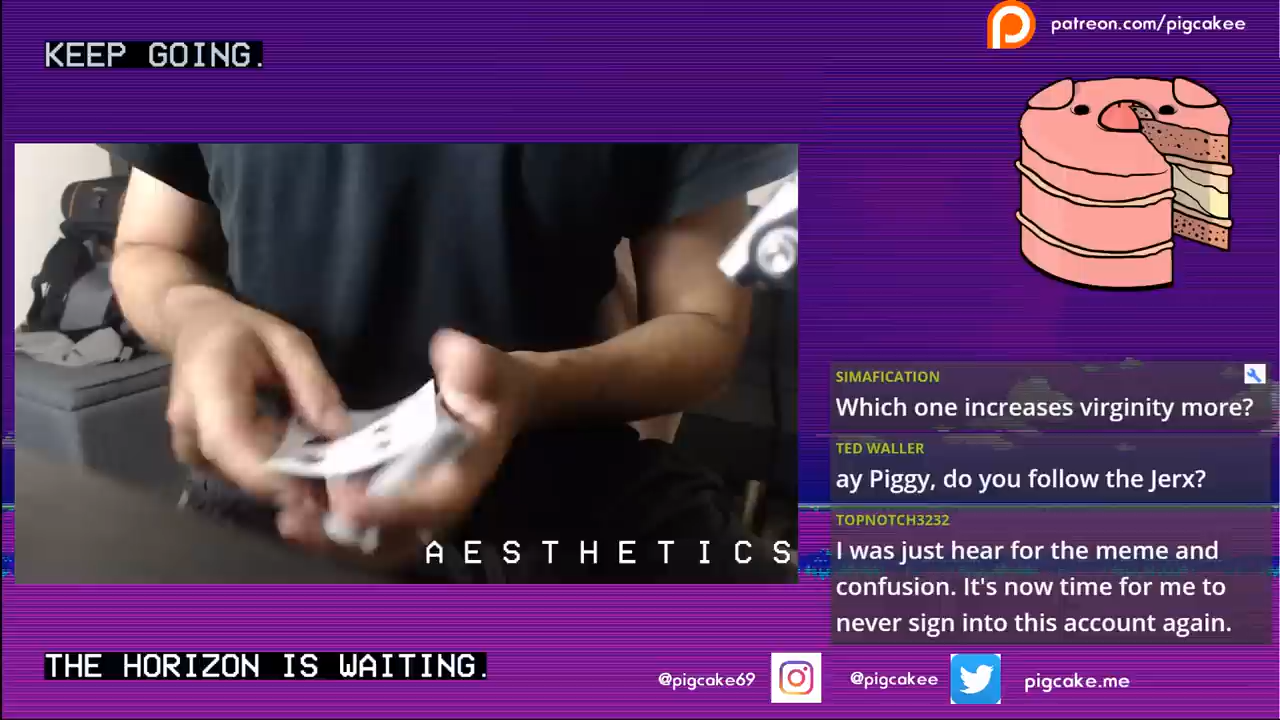 KEEP GOING.
patreon.com/pigcakee
SIMAFICATION
Which one increases virginity more?
TED WALLER
ay Piggy, do you follow the Jerx?
TOPNOTCH3232
I was just hear for the meme and
confusion. It's now time for me to
never sign into this account again.
AESTHETICS
THE HORIZON IS WAITING.
@pigcake69
@pigcakee
pigcake.me